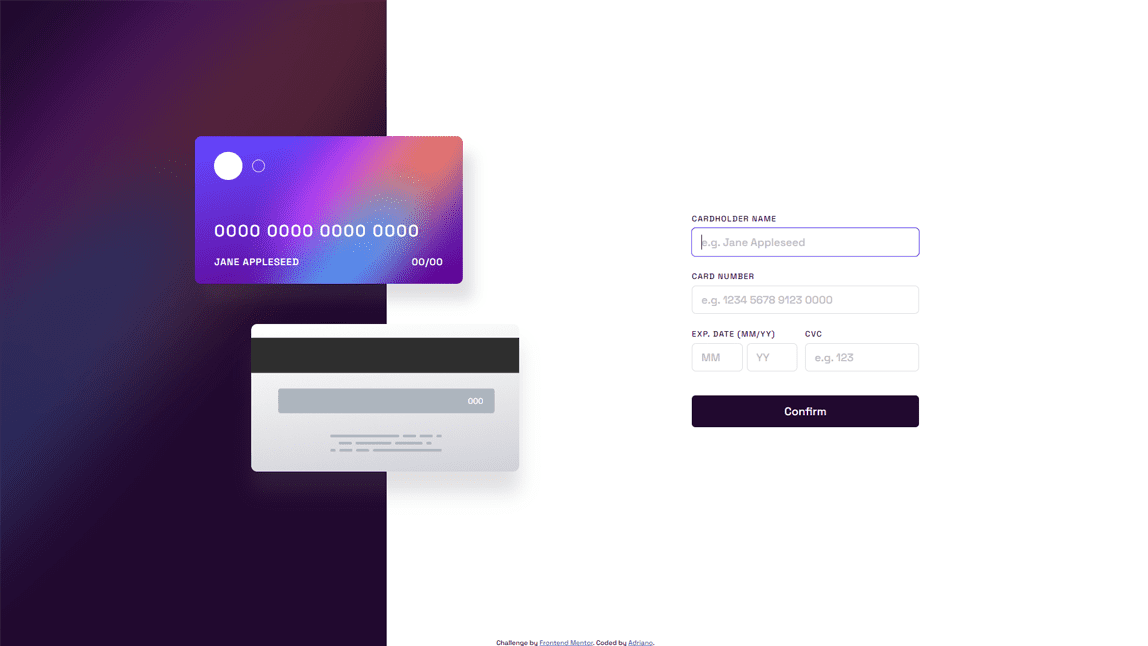 0000 0000 0000 0000
JANE APPLESEED 00/00
000
CARDHOLDER NAME
e.g. Jane Appleseed
CARD NUMBER
e.g. 1234 5678 9123 0000
EXP. DATE (MM/YY) CVC
MM YY e.g. 123
Confirm
Challenge by Frontend Mentor. Coded by Adriano.